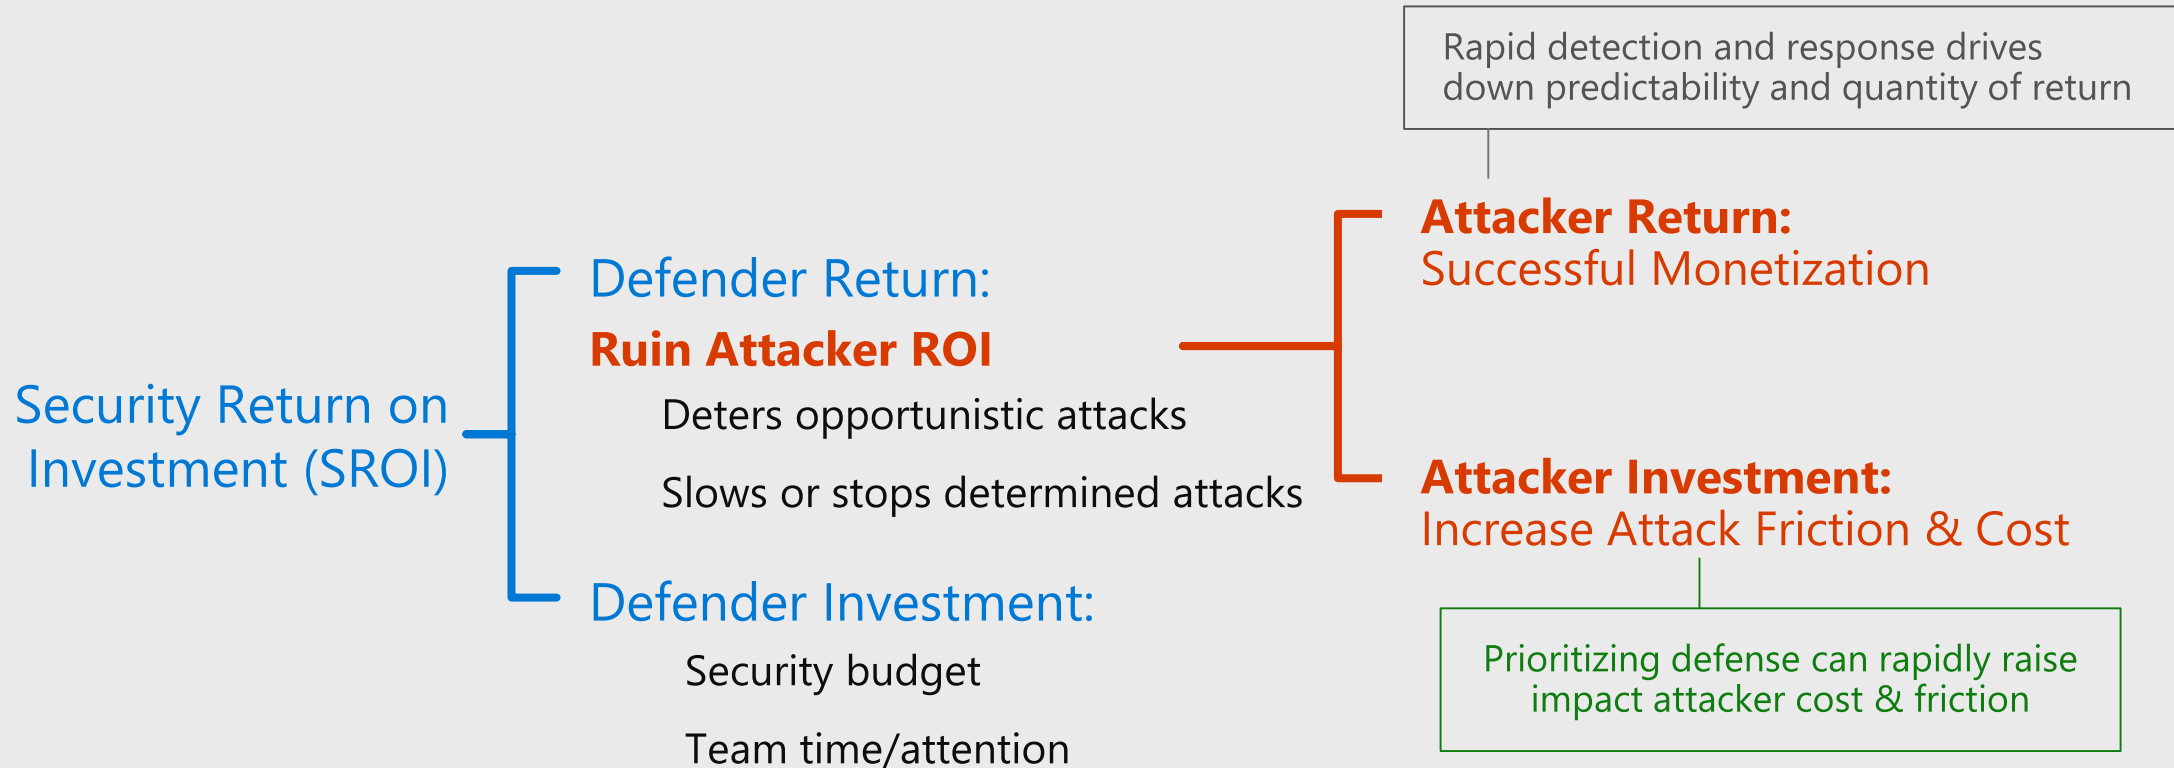 Rapid detection and response drives
down predictability and quantity of return
Security Return on
Investment (SROI)
Defender Return:
Ruin Attacker ROI
Deters opportunistic attacks
Slows or stops determined attacks
Defender Investment:
Security budget
Team time/attention
Attacker Return:
Successful Monetization
Attacker Investment:
Increase Attack Friction & Cost
Prioritizing defense can rapidly raise
impact attacker cost & friction